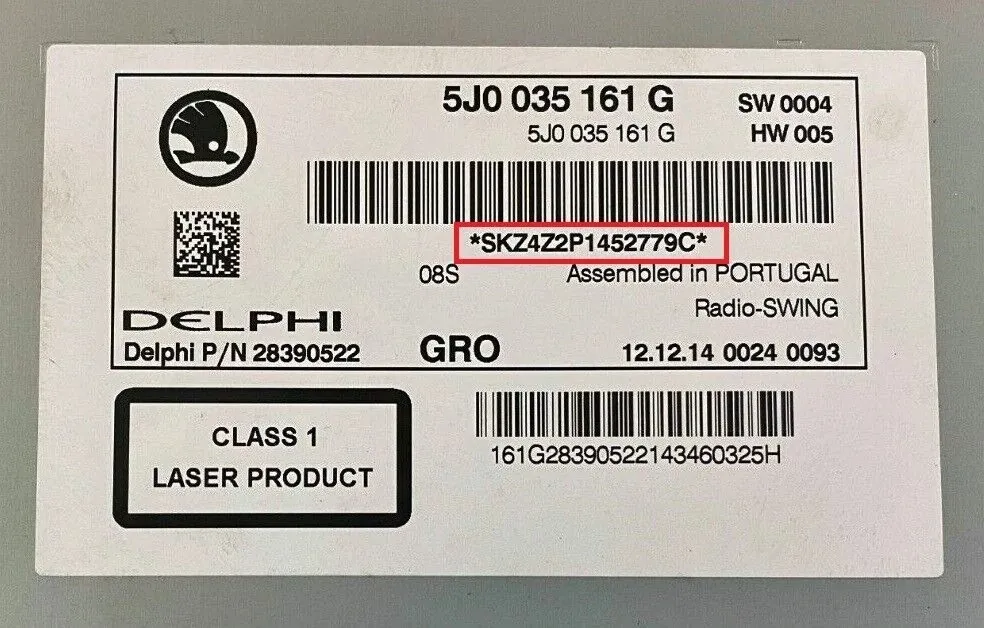 5J0 035 161 G SW 0004
5J0 035 161 G HW 005
*SKZ4Z2P1452779C*
08S Assembled in PORTUGAL
Radio-SWING
DELPHI
Delphi P/N 28390522 GRO 12.12.14 0024 0093
CLASS 1
LASER PRODUCT
161G28390522143460325H